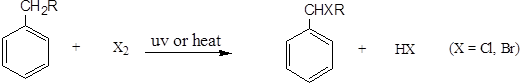 CH₂R + X₂ uv or heat CHXR + HX (X = Cl, Br)